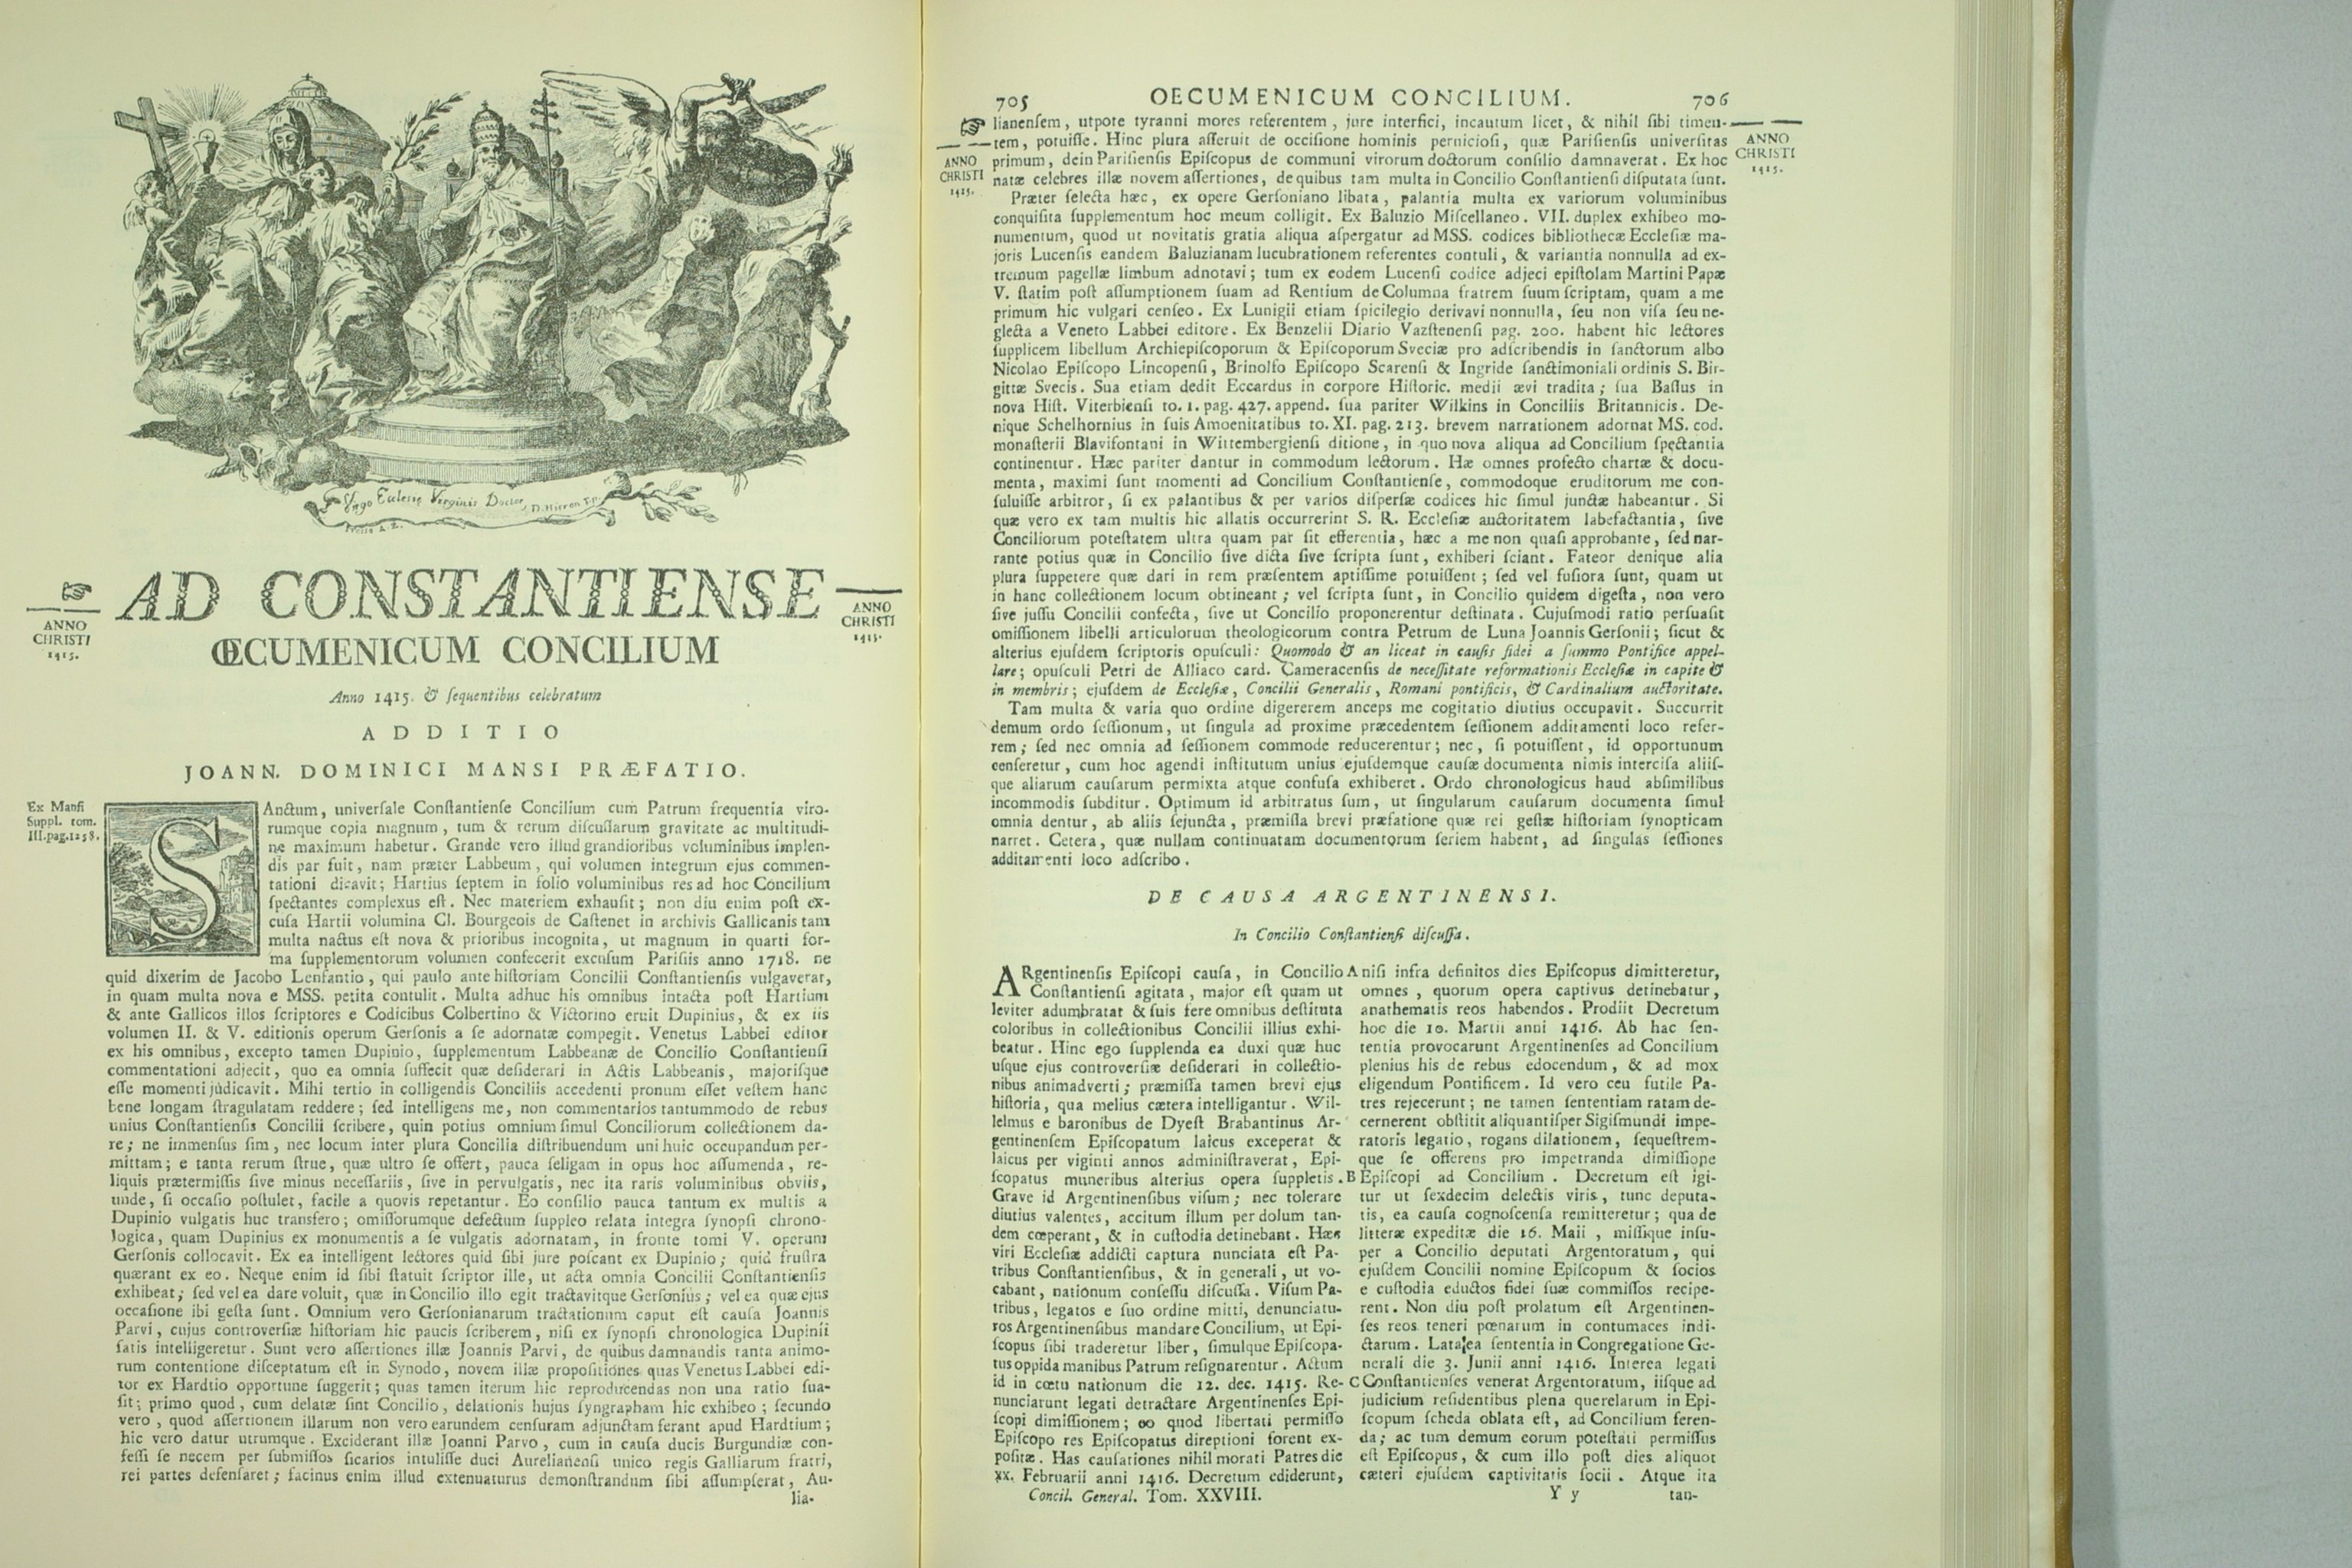 Virgo Ecclesiæ Virginis Doctor, D. Hieron.
☞
ANNO
CHRISTI
1415.
AD CONSTANTIENSE
ANNO
CHRISTI
1415.
ŒCUMENICUM CONCILIUM
Anno 1415. & ſequentibus celebratum
ADDITIO
JOANN. DOMINICI MANSI PRÆFATIO.
Ex Manſi
Suppl. tom.
III. pag. 1258.
SAnctum, univerſale Conſtantienſe Concilium cum Patrum frequentia viro-
rumque copia magnum, tum & rerum diſcuſſarum gravitate ac multitudi-
ne maximum habetur. Grande vero illud grandioribus voluminibus implen-
dis par fuit, nam præter Labbeum, qui volumen integrum ejus commen-
tationi dicavit; Hartius ſeptem in folio voluminibus res ad hoc Concilium
ſpectantes complexus eſt. Nec materiem exhauſit; non diu enim poſt ex-
cuſa Hartii volumina Cl. Bourgeois de Caſtenet in archivis Gallicanis tam
multa nactus eſt nova & prioribus incognita, ut magnum in quarti for-
ma ſupplementorum volumen confecerit excuſum Pariſiis anno 1718. ne
quid dixerim de Jacobo Lenfantio, qui paulo ante hiſtoriam Concilii Conſtantienſis vulgaverat,
in quam multa nova e MSS. petita contulit. Multa adhuc his omnibus intacta poſt Hartium
& ante Gallicos illos ſcriptores e Codicibus Colbertino & Victorino eruit Dupinius, & ex iis
volumen II. & V. editionis operum Gerſonis a ſe adornatæ compegit. Venetus Labbei editor
ex his omnibus, excepto tamen Dupinio, ſupplementum Labbeanæ de Concilio Conſtantienſi
commentationi adjecit, quo ea omnia ſuffecit quæ deſiderari in Actis Labbeanis, majoriſque
eſſe momenti judicavit. Mihi tertio in colligendis Conciliis accedenti pronum eſſet veſtem hanc
bene longam ſtragulatam reddere; ſed intelligens me, non commentarios tantummodo de rebus
unius Conſtantienſis Concilii ſcribere, quin potius omnium ſimul Conciliorum collectionem da-
re; ne immenſus ſim, nec locum inter plura Concilia diſtribuendum uni huic occupandum per-
mittam; e tanta rerum ſtrue, quæ ultro ſe offert, pauca ſeligam in opus hoc aſſumenda, re-
liquis prætermiſſis ſive minus neceſſariis, ſive in pervulgatis, nec ita raris voluminibus obviis,
unde, ſi occaſio poſtulet, facile a quovis repetantur. Eo conſilio pauca tantum ex multis a
Dupinio vulgatis huc transfero; omiſſorumque defectum ſuppleo relata integra ſynopſi chrono-
logica, quam Dupinius ex monumentis a ſe vulgatis adornatam, in fronte tomi V. operum
Gerſonis collocavit. Ex ea intelligent lectores quid ſibi jure poſcant ex Dupinio; quid fruſtra
quærant ex eo. Neque enim id ſibi ſtatuit ſcriptor ille, ut acta omnia Concilii Conſtantienſis
exhibeat; ſed vel ea dare voluit, quæ in Concilio illo egit tractavitque Gerſonius; vel ea quæ ejus
occaſione ibi geſta ſunt. Omnium vero Gerſonianarum tractationum caput eſt cauſa Joannis
Parvi, cujus controverſiæ hiſtoriam hic paucis ſcriberem, niſi ex ſynopſi chronologica Dupinii
ſatis intelligeretur. Sunt vero aſſertiones illæ Joannis Parvi, de quibus damnandis tanta animo-
rum contentione diſceptatum eſt in Synodo, novem illæ propoſitiones quas Venetus Labbei edi-
tor ex Hardtio opportune ſuggerit; quas tamen iterum hic reproducendas non una ratio ſua-
ſit; primo quod, cum delatæ ſint Concilio, delationis hujus ſyngrapham hic exhibeo; ſecundo
vero, quod aſſertionem illarum non vero earundem cenſuram adjunctam ferant apud Hardtium;
hic vero datur utrumque. Exciderant illæ Joanni Parvo, cum in cauſa ducis Burgundiæ con-
feſſi ſe necem per ſubmiſſos ſicarios intuliſſe duci Aurelianenſi unico regis Galliarum fratri,
rei partes defenſaret; facinus enim illud extenuaturus demonſtrandum ſibi aſſumpſerat, Au-
lia-
705
OECUMENICUM CONCILIUM.
706
☞
ANNO
CHRISTI
1415.
ANNO
CHRISTI
1415.
lianenſem, utpote tyranni mores referentem, jure interfici, incautum licet, & nihil ſibi timen-
tem, potuiſſe. Hinc plura aſſeruit de occiſione hominis pernicioſi, quæ Pariſienſis univerſitas
primum, dein Pariſienſis Epiſcopus de communi virorum doctorum conſilio damnaverat. Ex hoc
natæ celebres illæ novem aſſertiones, de quibus tam multa in Concilio Conſtantienſi diſputata ſunt.
Præter ſelecta hæc, ex opere Gerſoniano libata, palantia multa ex variorum voluminibus
conquiſita ſupplementum hoc meum colligit. Ex Baluzio Miſcellaneo. VII. duplex exhibeo mo-
numentum, quod ut novitatis gratia aliqua aſpergatur ad MSS. codices bibliothecæ Eccleſiæ ma-
joris Lucenſis eandem Baluzianam lucubrationem referentes contuli, & variantia nonnulla ad ex-
tremum pagellæ limbum adnotavi; tum ex eodem Lucenſi codice adjeci epiſtolam Martini Papæ
V. ſtatim poſt aſſumptionem ſuam ad Rentium de Columna fratrem ſuum ſcriptam, quam a me
primum hic vulgari cenſeo. Ex Lunigii etiam ſpicilegio derivavi nonnulla, ſeu non viſa ſeu ne-
glecta a Veneto Labbei editore. Ex Benzelii Diario Vazſtenenſi pag. 200. habent hic lectores
ſupplicem libellum Archiepiſcoporum & Epiſcoporum Sveciæ pro adſcribendis in ſanctorum albo
Nicolao Epiſcopo Lincopenſi, Brinolfo Epiſcopo Scarenſi & Ingride ſanctimoniali ordinis S. Bir-
gittæ Svecis. Sua etiam dedit Eccardus in corpore Hiſtoric. medii ævi tradita; ſua Baſſus in
nova Hiſt. Viterbienſi to. 1. pag. 427. append. ſua pariter Wilkins in Conciliis Britannicis. De-
nique Schelhornius in ſuis Amoenitatibus to. XI. pag. 213. brevem narrationem adornat MS. cod.
monaſterii Blavifontani in Wittembergienſi ditione, in quo nova aliqua ad Concilium ſpectantia
continentur. Hæc pariter dantur in commodum lectorum. Hæ omnes profecto chartæ & docu-
menta, maximi ſunt momenti ad Concilium Conſtantienſe, commodoque eruditorum me con-
ſuluiſſe arbitror, ſi ex palantibus & per varios diſperſæ codices hic ſimul junctæ habeantur. Si
quæ vero ex tam multis hic allatis occurrerint S. R. Eccleſiæ auctoritatem labefactantia, ſive
Conciliorum poteſtatem ultra quam par ſit efferentia, hæc a me non quaſi approbante, ſed nar-
rante potius quæ in Concilio ſive dicta ſive ſcripta ſunt, exhiberi ſciant. Fateor denique alia
plura ſuppetere quæ dari in rem præſentem aptiſſime potuiſſent; ſed vel fuſiora ſunt, quam ut
in hanc collectionem locum obtineant; vel ſcripta ſunt, in Concilio quidem digeſta, non vero
ſive juſſu Concilii confecta, ſive ut Concilio proponerentur deſtinata. Cujuſmodi ratio perſuaſit
omiſſionem libelli articulorum theologicorum contra Petrum de Luna Joannis Gerſonii; ſicut &
alterius ejuſdem ſcriptoris opuſculi: Quomodo & an liceat in cauſis fidei a ſummo Pontifice appel-
lare; opuſculi Petri de Alliaco card. Cameracenſis de neceſſitate reformationis Eccleſiæ in capite &
in membris; ejuſdem de Eccleſiæ, Concilii Generalis, Romani pontificis, & Cardinalium auctoritate.
Tam multa & varia quo ordine digererem anceps me cogitatio diutius occupavit. Succurrit
demum ordo ſeſſionum, ut ſingula ad proxime præcedentem ſeſſionem additamenti loco refer-
rem; ſed nec omnia ad ſeſſionem commode reducerentur; nec, ſi potuiſſent, id opportunum
cenſeretur, cum hoc agendi inſtitutum unius ejuſdemque cauſæ documenta nimis interciſa aliiſ-
que aliarum cauſarum permixta atque confuſa exhiberet. Ordo chronologicus haud abſimilibus
incommodis ſubditur. Optimum id arbitratus ſum, ut ſingularum cauſarum documenta ſimul
omnia dentur, ab aliis ſejuncta, præmiſſa brevi præfatione quæ rei geſtæ hiſtoriam ſynopticam
narret. Cetera, quæ nullam continuatam documentorum ſeriem habent, ad ſingulas ſeſſiones
additamenti loco adſcribo.
DE CAUSA ARGENTINENSI.
In Concilio Conſtantienſi diſcuſſa.
ARgentinenſis Epiſcopi cauſa, in Concilio
Conſtantienſi agitata, major eſt quam ut
leviter adumbratat & ſuis fere omnibus deſtituta
coloribus in collectionibus Concilii illius exhi-
beatur. Hinc ego ſupplenda ea duxi quæ huc
uſque ejus controverſiæ deſiderari in collectio-
nibus animadverti; præmiſſa tamen brevi ejus
hiſtoria, qua melius cætera intelligantur. Wil-
lelmus e baronibus de Dyeſt Brabantinus Ar-
gentinenſem Epiſcopatum laicus exceperat &
laicus per viginti annos adminiſtraverat, Epi-
ſcopatus muneribus alterius opera ſuppletis.
Grave id Argentinenſibus viſum; nec tolerare
diutius valentes, accitum illum per dolum tan-
dem cœperant, & in cuſtodia detinebant. Hæc
viri Eccleſiæ addicti captura nunciata eſt Pa-
tribus Conſtantienſibus, & in generali, ut vo-
cabant, nationum conſeſſu diſcuſſa. Viſum Pa-
tribus, legatos e ſuo ordine mitti, denunciatu-
ros Argentinenſibus mandare Concilium, ut Epi-
ſcopus ſibi traderetur liber, ſimulque Epiſcopa-
tus oppida manibus Patrum reſignarentur. Actum
id in cœtu nationum die 12. dec. 1415. Re-
nunciarunt legati detractare Argentinenſes Epi-
ſcopi dimiſſionem; eo quod libertati permiſſo
Epiſcopo res Epiſcopatus direptioni forent ex-
poſitæ. Has cauſationes nihil morati Patres die
xx. Februarii anni 1416. Decretum ediderunt,
A niſi infra definitos dies Epiſcopus dimitteretur,
omnes, quorum opera captivus detinebatur,
anathematis reos habendos. Prodiit Decretum
hoc die 10. Martii anni 1416. Ab hac ſen-
tentia provocarunt Argentinenſes ad Concilium
plenius his de rebus edocendum, & ad mox
eligendum Pontificem. Id vero ceu futile Pa-
tres rejecerunt; ne tamen ſententiam ratam de-
cernerent obſtitit aliquantiſper Sigiſmundi impe-
ratoris legatio, rogans dilationem, ſequeſtrem-
que ſe offerens pro impetranda dimiſſione
B Epiſcopi ad Concilium. Decretum eſt igi-
tur ut ſexdecim delectis viris, tunc deputa-
tis, ea cauſa cognoſcenſa remitteretur; qua de
litteræ expeditæ die 16. Maii, miſſique inſu-
per a Concilio deputati Argentoratum, qui
ejuſdem Concilii nomine Epiſcopum & ſocios
e cuſtodia eductos fidei ſuæ commiſſos recipe-
rent. Non diu poſt prolatum eſt Argentinen-
ſes reos teneri pœnarum in contumaces indi-
ctarum. Lata ea ſententia in Congregatione Ge-
nerali die 3. Junii anni 1416. Interea legati
C Conſtantienſes venerat Argentoratum, iiſque ad
judicium reſidentibus plena querelarum in Epi-
ſcopum ſcheda oblata eſt, ad Concilium feren-
da; ac tum demum eorum poteſtati permiſſus
eſt Epiſcopus, & cum illo poſt dies aliquot
cæteri ejuſdem captivitatis ſocii. Atque ita
Concil. General. Tom. XXVIII.
Y y
tan-